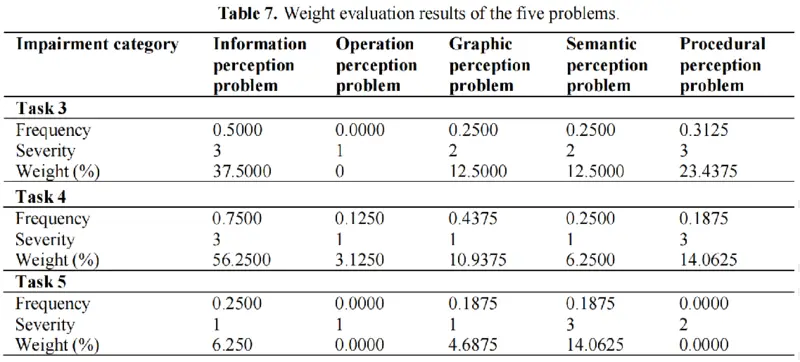 Table 7. Weight evaluation results of the five problems.
Impairment category Information Operation Graphic Semantic Procedural
perception perception perception perception perception
problem problem problem problem problem
Task 3
Frequency 0.5000 0.0000 0.2500 0.2500 0.3125
Severity 3 1 2 2 3
Weight (%) 37.5000 0 12.5000 12.5000 23.4375
Task 4
Frequency 0.7500 0.1250 0.4375 0.2500 0.1875
Severity 3 1 1 1 3
Weight (%) 56.2500 3.1250 10.9375 6.2500 14.0625
Task 5
Frequency 0.2500 0.0000 0.1875 0.1875 0.0000
Severity 1 1 1 3 2
Weight (%) 6.250 0.0000 4.6875 14.0625 0.0000